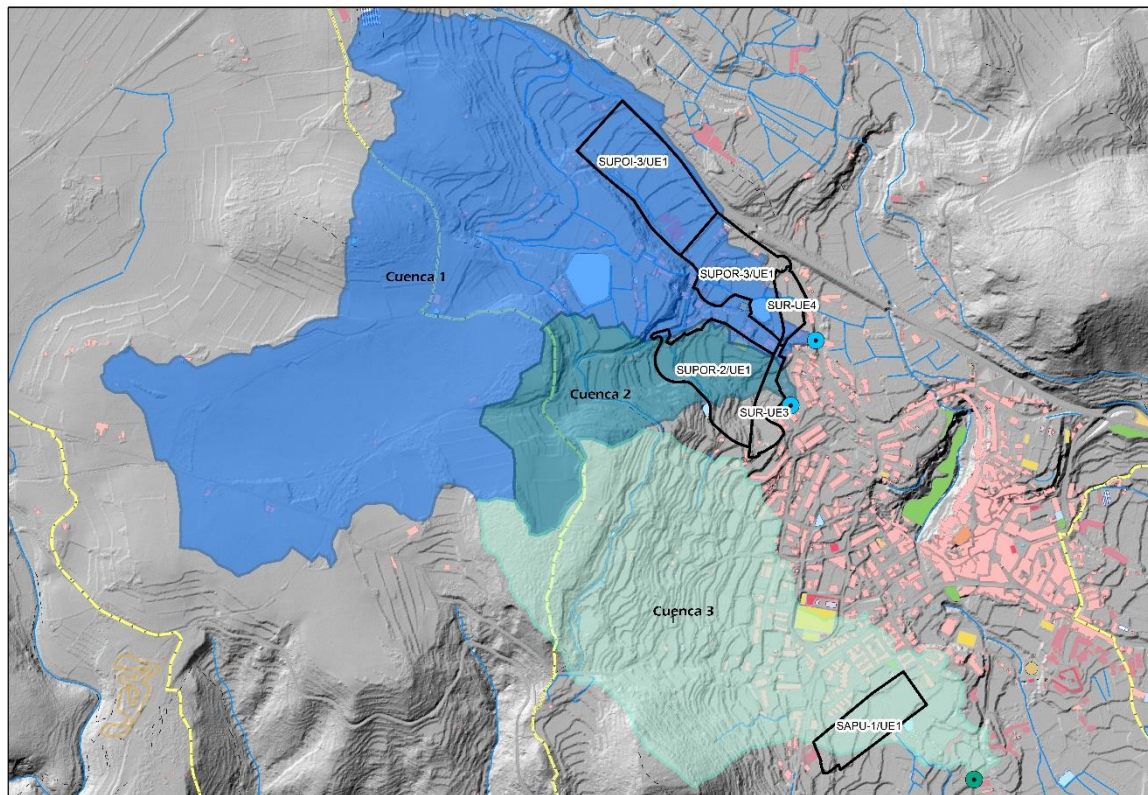 SUPOI-3/UE1
Cuenca 1
SUPOR-3/UE1
SUR-UE4
SUPOR-2/UE1
Cuenca 2
SUR-UE3
Cuenca 3
SAPU-1/UE1